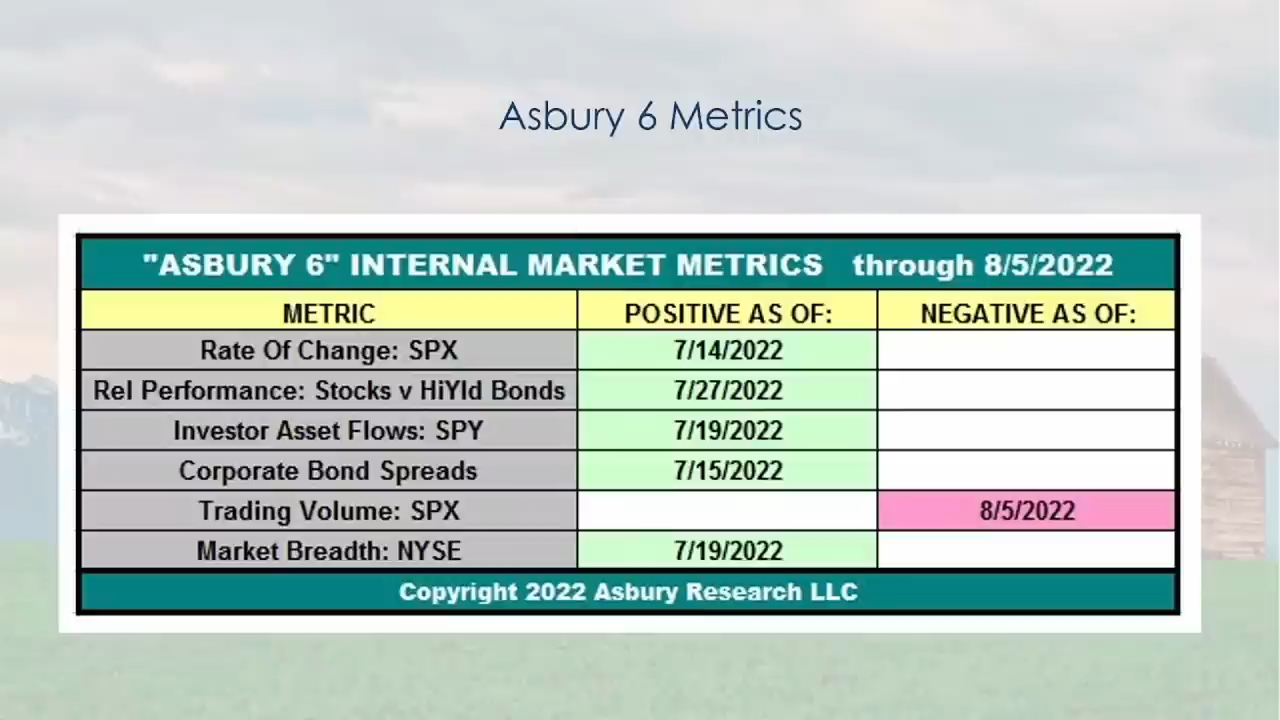 Asbury 6 Metrics
"ASBURY 6" INTERNAL MARKET METRICS through 8/5/2022
METRIC POSITIVE AS OF: NEGATIVE AS OF:
Rate Of Change: SPX 7/14/2022
Rel Performance: Stocks v HiYld Bonds 7/27/2022
Investor Asset Flows: SPY 7/19/2022
Corporate Bond Spreads 7/15/2022
Trading Volume: SPX 8/5/2022
Market Breadth: NYSE 7/19/2022
Copyright 2022 Asbury Research LLC